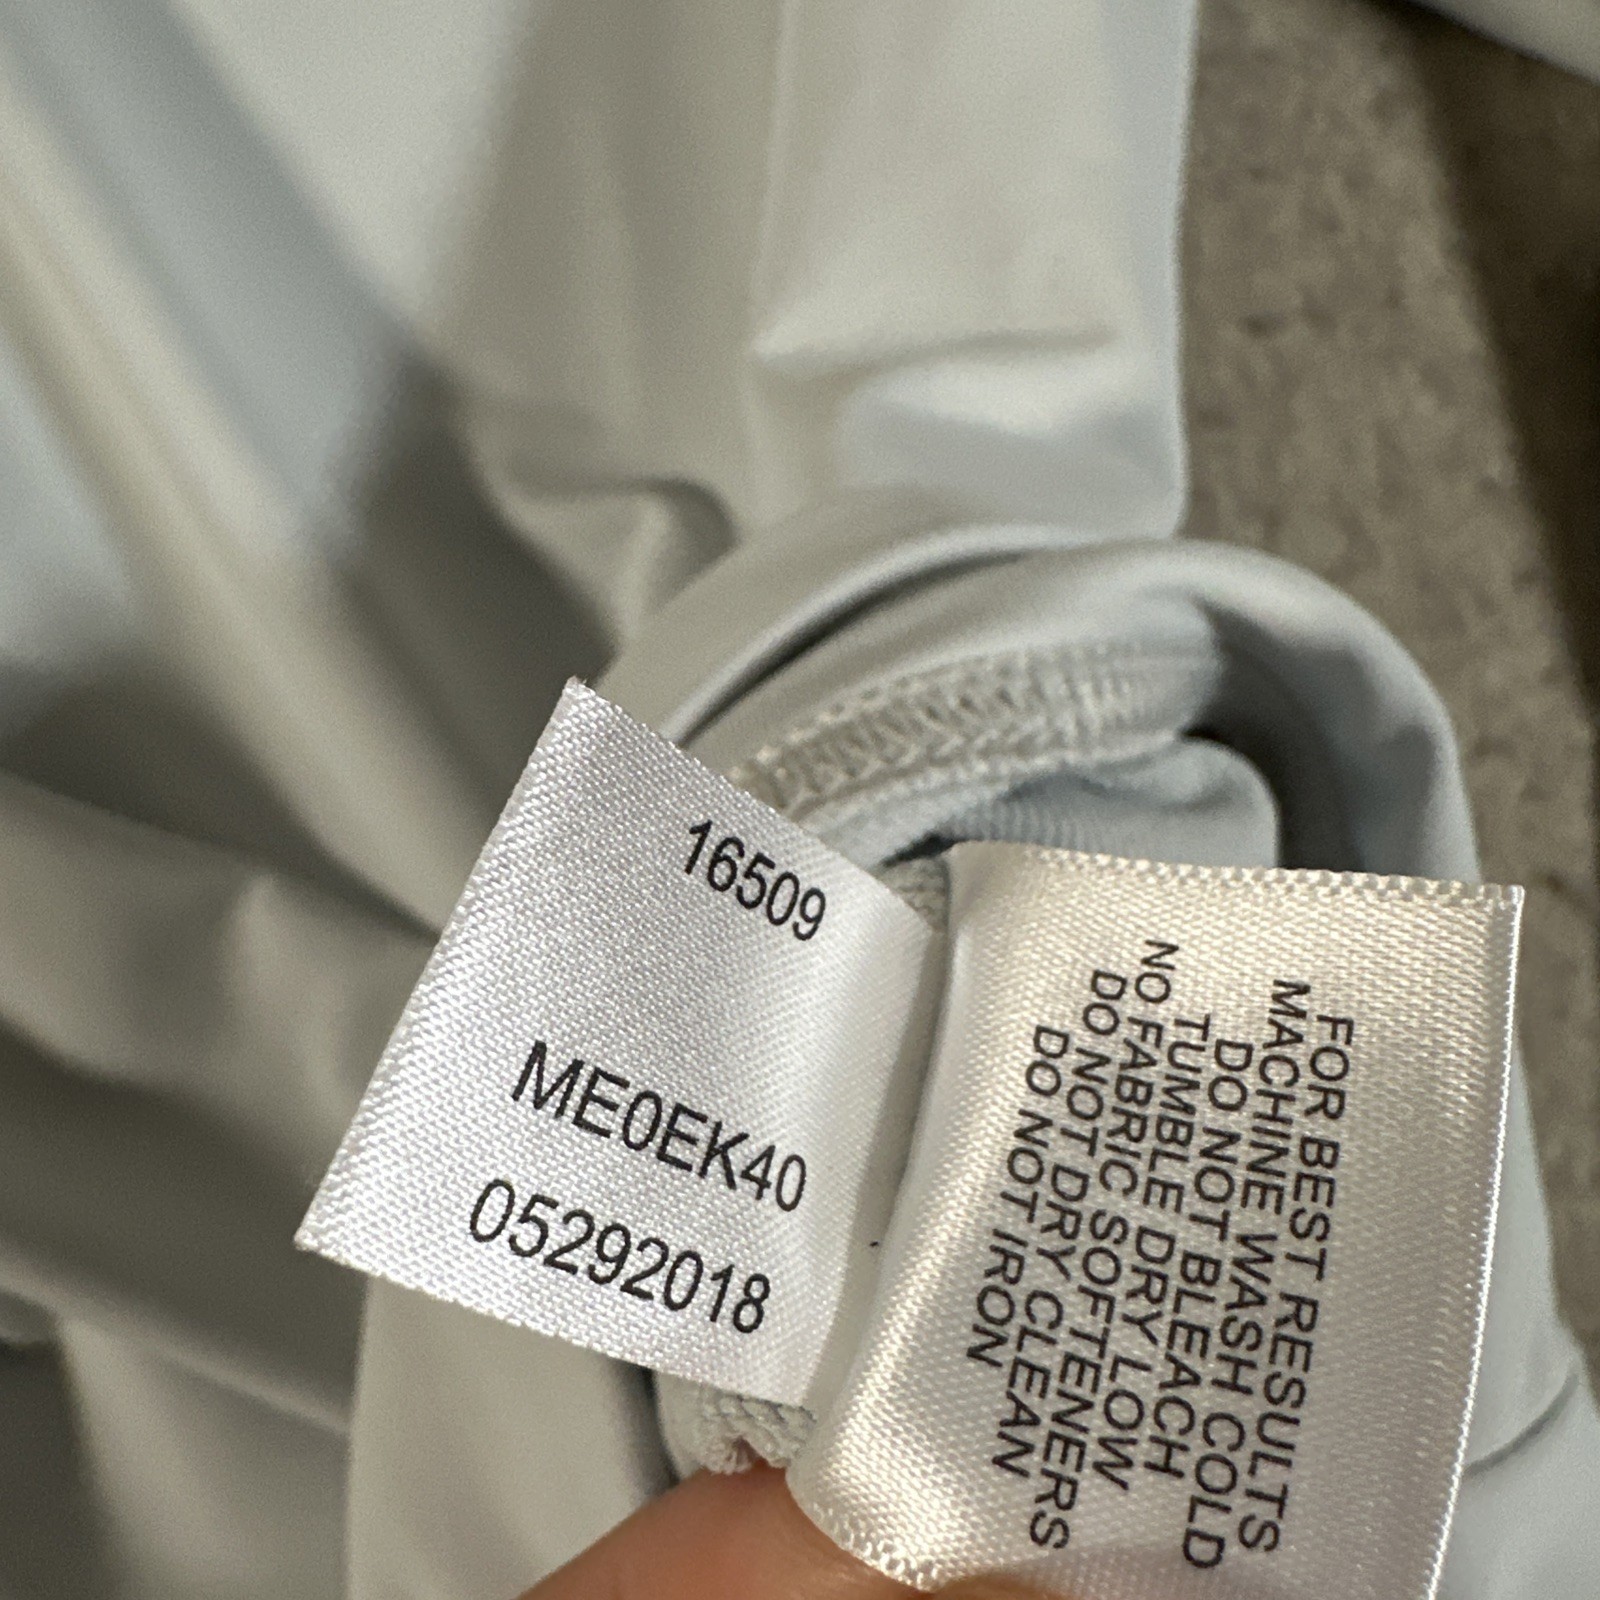 16509
ME0EK40
05292018
FOR BEST RESULTS
MACHINE WASH COLD
DO NOT BLEACH
TUMBLE DRY LOW
NO FABRIC SOFTENERS
DO NOT DRY CLEAN
DO NOT IRON